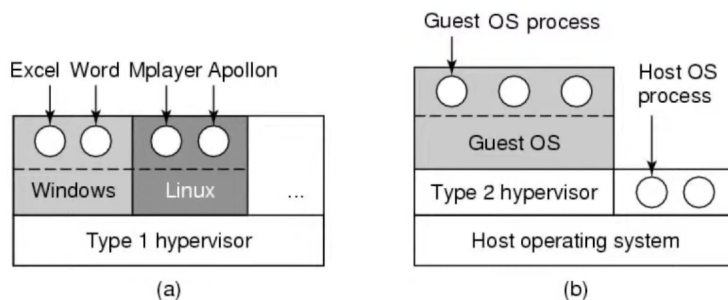 Excel Word Mplayer Apollon
Windows
Linux
...
Type 1 hypervisor
(a)
Guest OS process
Host OS
process
Guest OS
Type 2 hypervisor
Host operating system
(b)